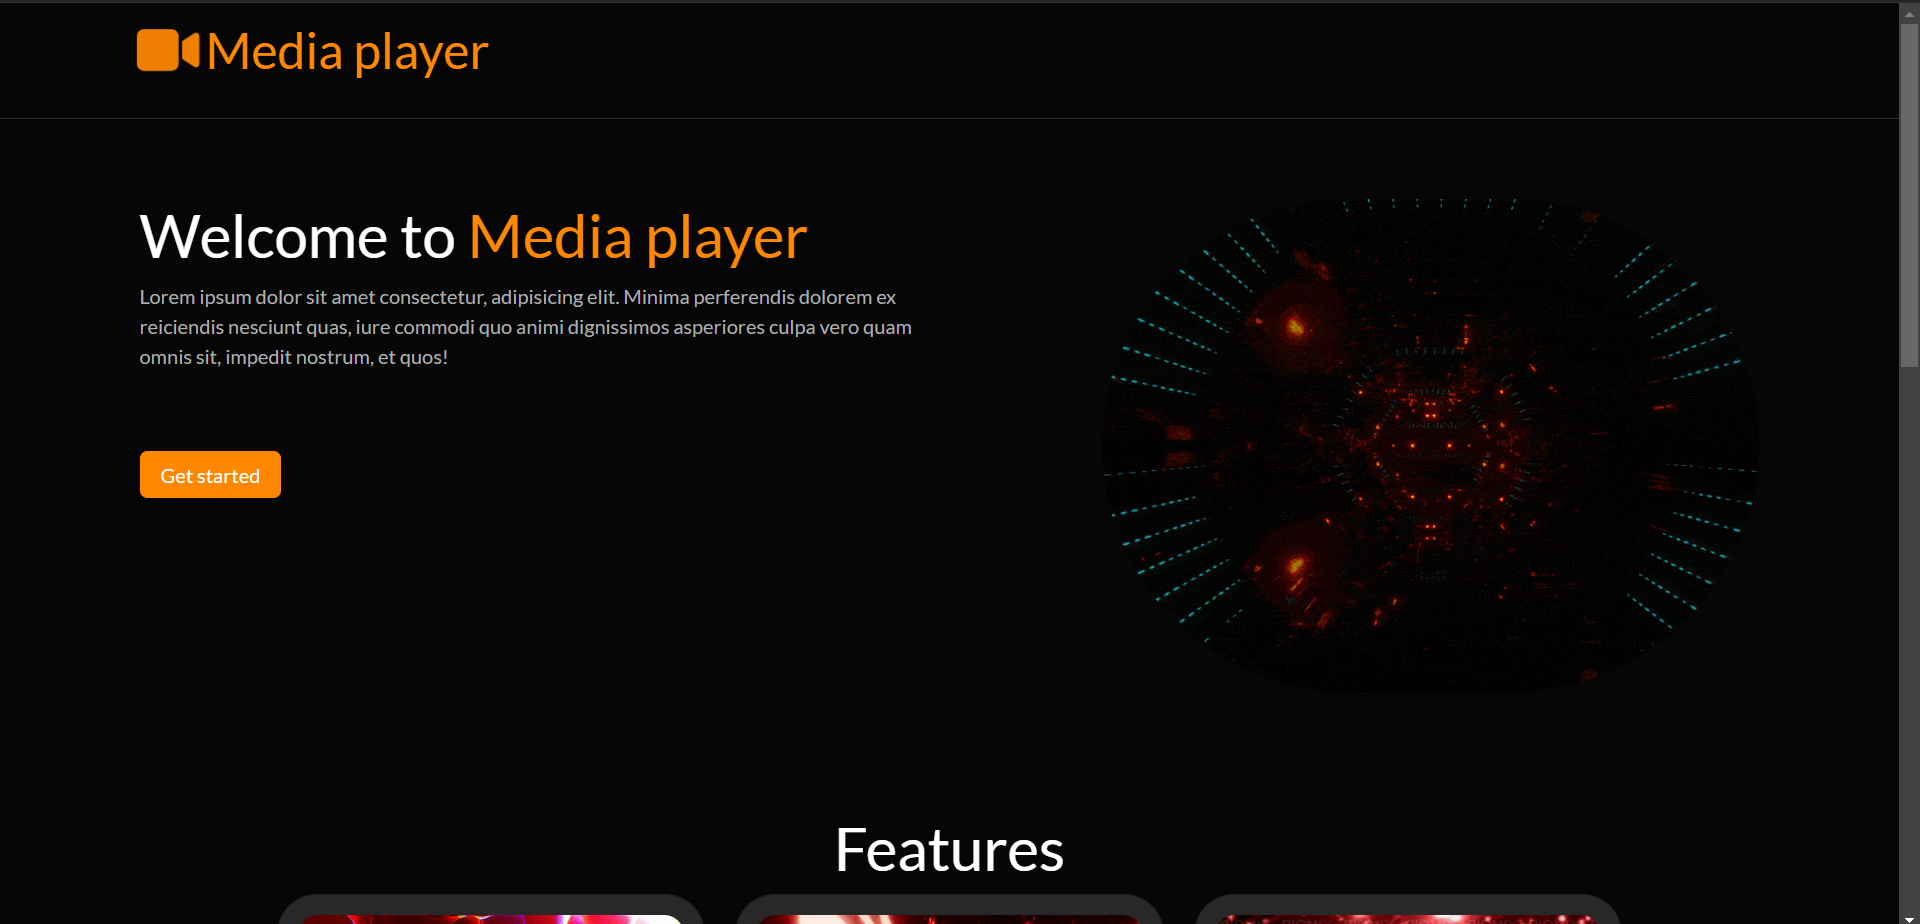 Media player
Welcome to Media player
Lorem ipsum dolor sit amet consectetur, adipisicing elit. Minima perferendis dolorem ex
reiciendis nesciunt quas, iure commodi quo animi dignissimos asperiores culpa vero quam
omnis sit, impedit nostrum, et quos!
Get started
Features